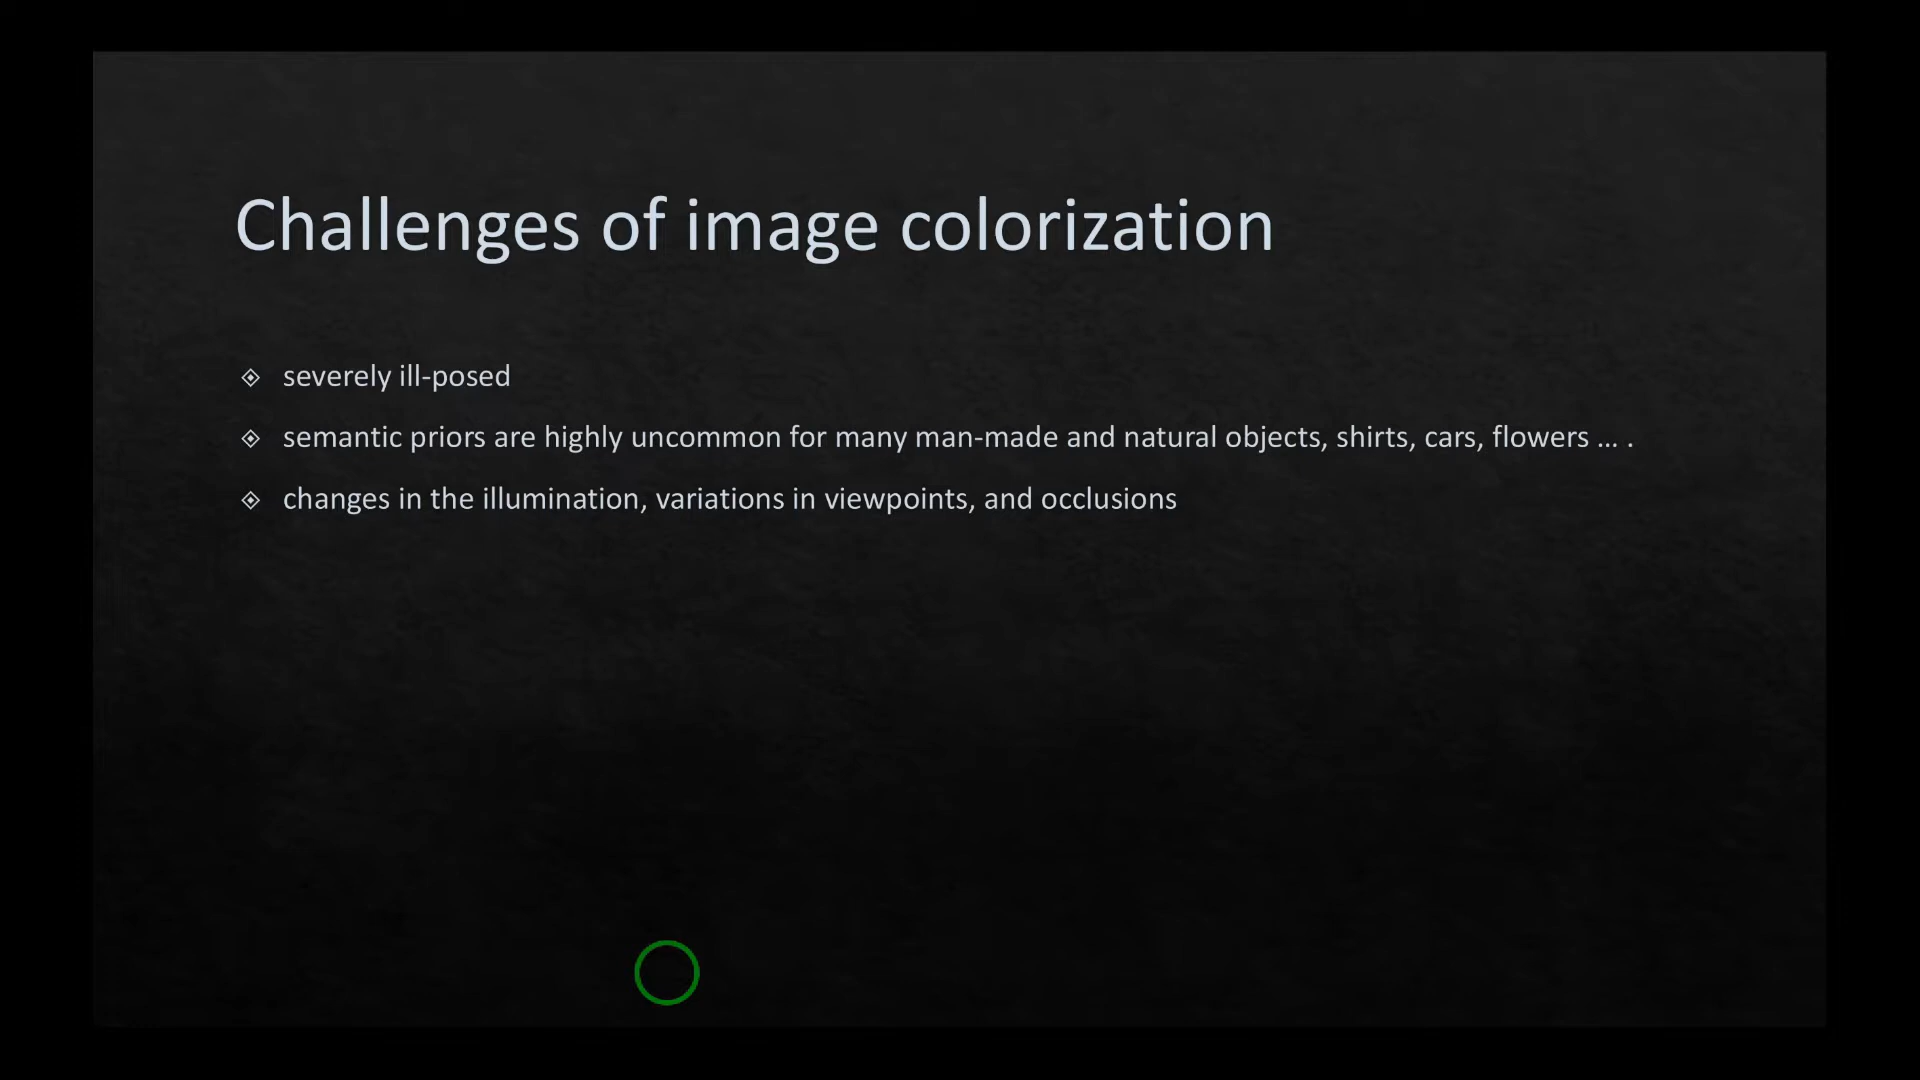 Challenges of image colorization
severely ill-posed
semantic priors are highly uncommon for many man-made and natural objects, shirts, cars, flowers ... .
changes in the illumination, variations in viewpoints, and occlusions